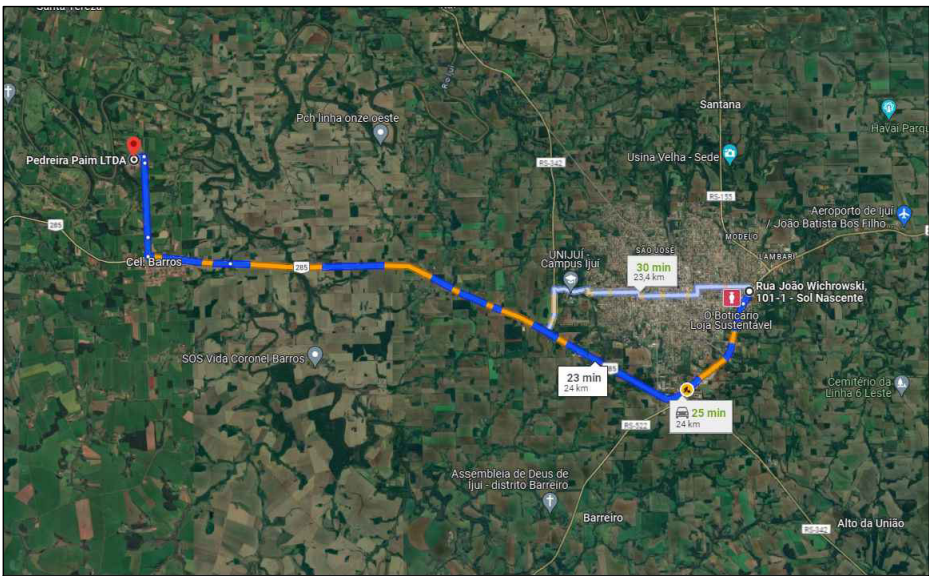 Santa Tereza
Pch linha onze oeste
RS-342
Santana
Havaí Parqu
Usina Velha - Sede
Pedreira Paim LTDA
RS-155
Aeroporto de Ijuí
/ João Batista Bos Filho...
285
MODELO
SÃO JOSÉ
UNIJUÍ -
Campus Ijuí
LAMBARI
Cel. Barros
285
30 min
23,4 km
Rua João Wichrowski,
101-1 - Sol Nascente
O Boticário
Loja Sustentável
SOS Vida Coronel Barros
23 min
24 km
Cemitério da
Linha 6 Leste
25 min
24 km
RS-522
Assembleia de Deus de
Ijuí - distrito Barreiro
Barreiro
RS-342
Alto da União